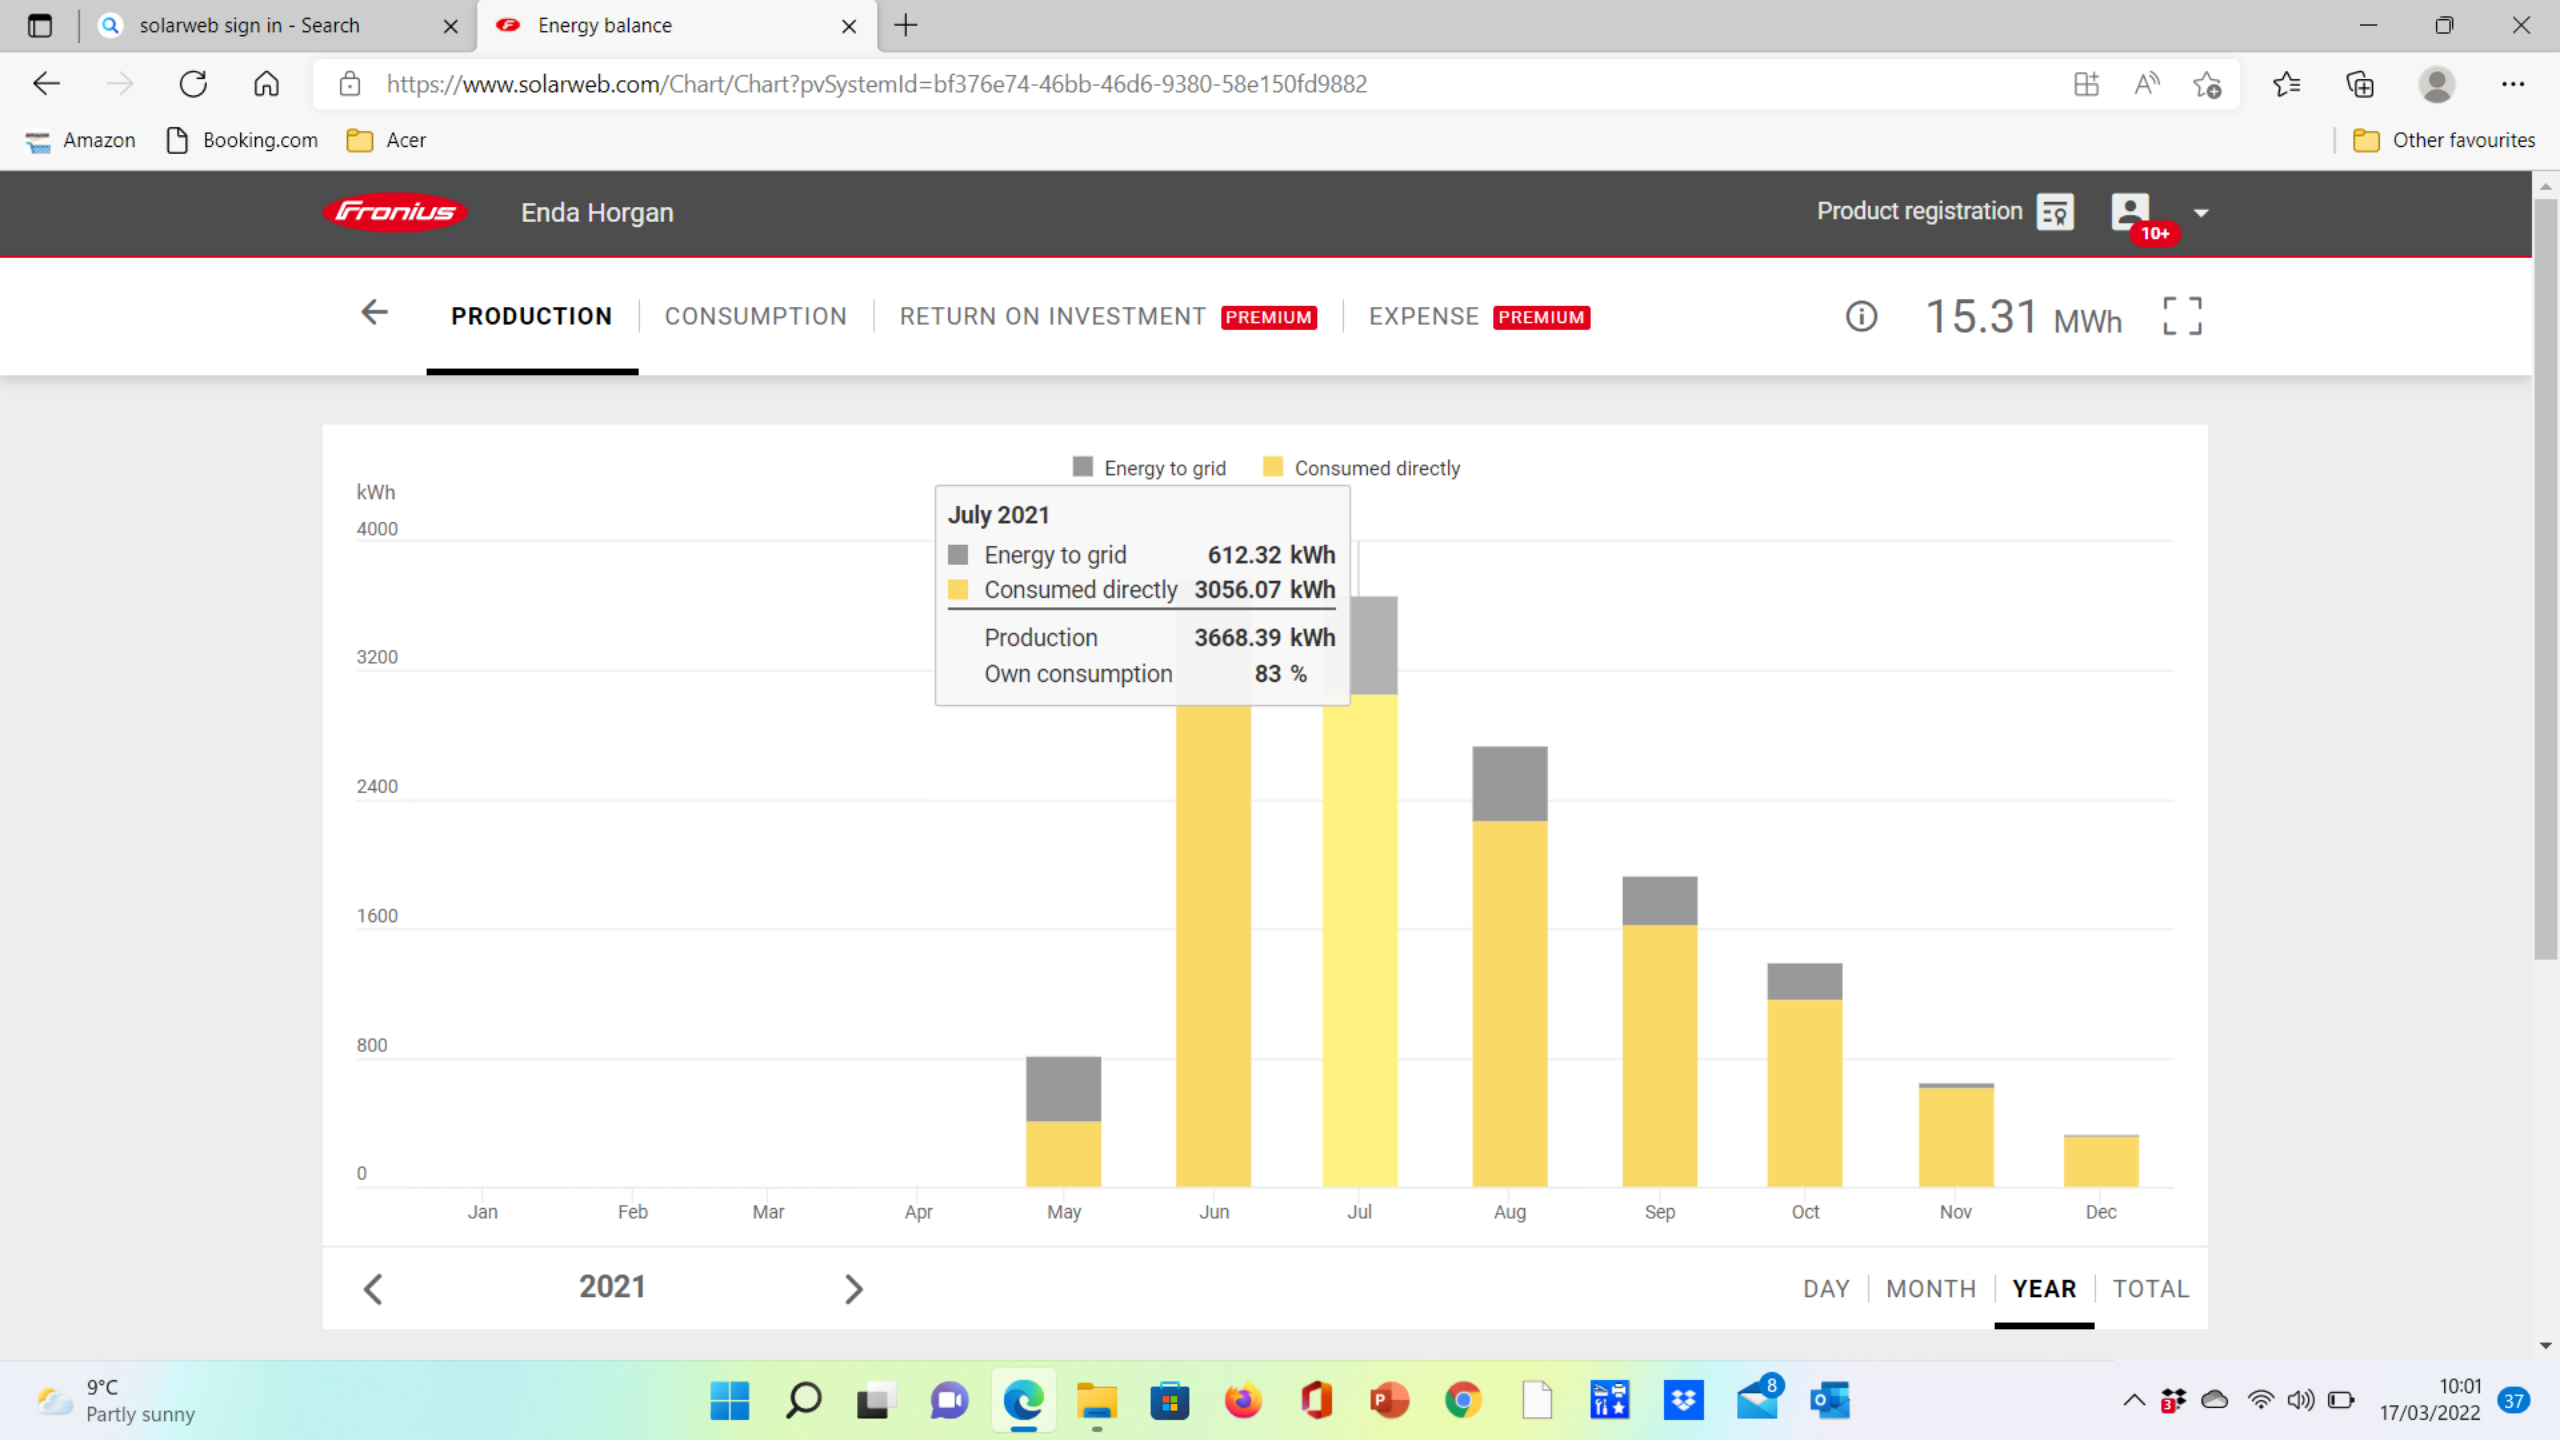 solarweb sign in - Search
Energy balance
https://www.solarweb.com/Chart/Chart?pvSystemId=bf376e74-46bb-46d6-9380-58e150fd9882
Amazon
Booking.com
Acer
Other favourites
Fronius
Enda Horgan
Product registration
10+
PRODUCTION
CONSUMPTION
RETURN ON INVESTMENT PREMIUM
EXPENSE PREMIUM
15.31 MWh
Energy to grid
Consumed directly
kWh
4000
3200
2400
1600
800
0
July 2021
Energy to grid 612.32 kWh
Consumed directly 3056.07 kWh
Production 3668.39 kWh
Own consumption 83 %
Jan Feb Mar Apr May Jun Jul Aug Sep Oct Nov Dec
2021
DAY MONTH YEAR TOTAL
9°C
Partly sunny
8
3
10:01
17/03/2022
37